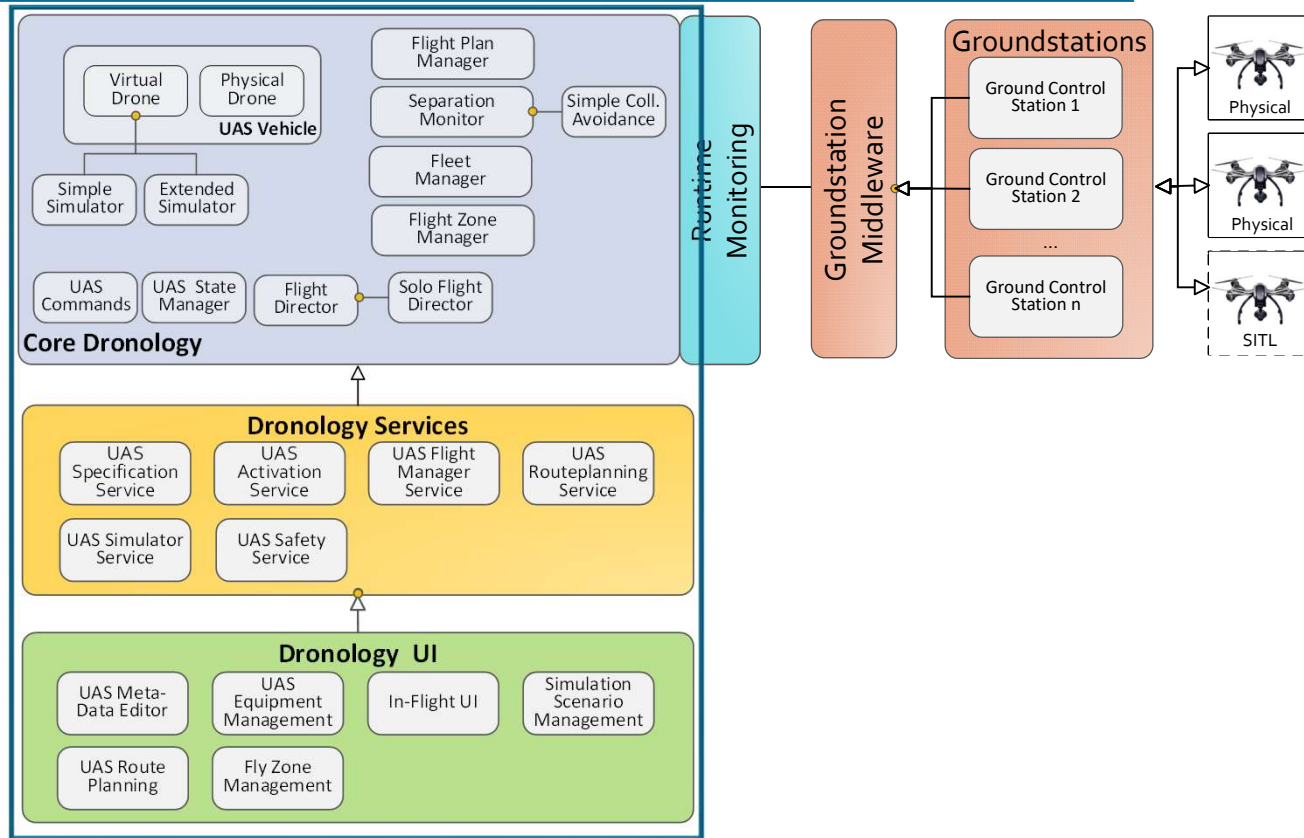 Virtual
Drone
Physical
Drone
UAS Vehicle
Simple
Simulator
Extended
Simulator
Flight Plan
Manager
Separation
Monitor
Simple Coll.
Avoidance
Fleet
Manager
Flight Zone
Manager
UAS
Commands
UAS State
Manager
Flight
Director
Solo Flight
Director
Core Dronology
Runtime
Monitoring
Groundstation
Middleware
Groundstations
Ground Control
Station 1
Ground Control
Station 2
...
Ground Control
Station n
Physical
Physical
SITL
Dronology Services
UAS
Specification
Service
UAS
Activation
Service
UAS Flight
Manager
Service
UAS
Routeplanning
Service
UAS Simulator
Service
UAS Safety
Service
Dronology UI
UAS Meta-
Data Editor
UAS
Equipment
Management
In-Flight UI
Simulation
Scenario
Management
UAS Route
Planning
Fly Zone
Management